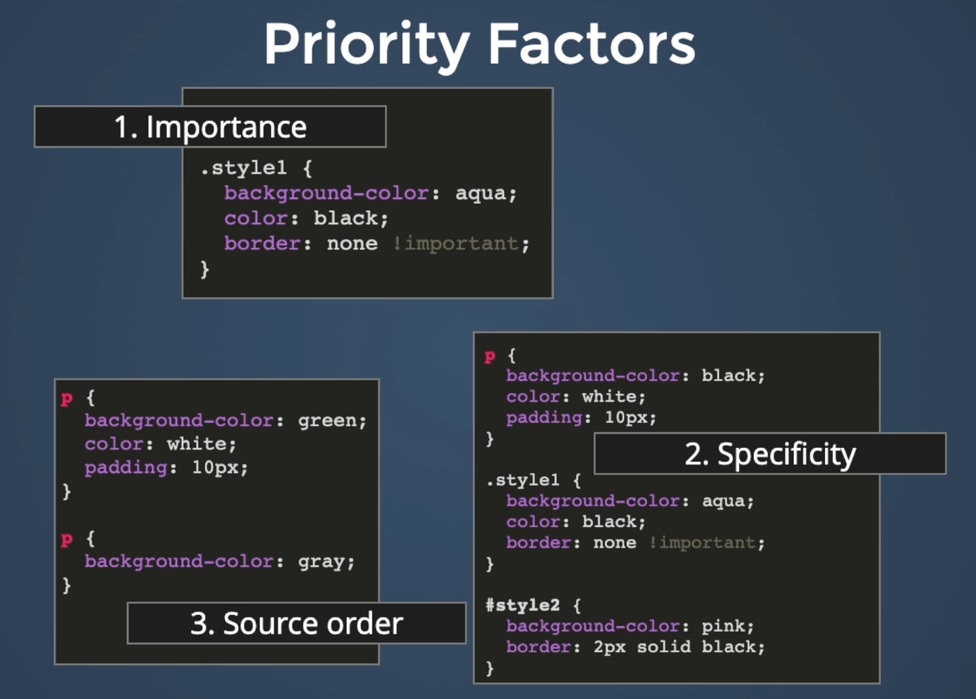 Priority Factors
1. Importance
.style1 {
  background-color: aqua;
  color: black;
  border: none !important;
}
p {
  background-color: black;
  color: white;
  padding: 10px;
}
2. Specificity
.style1 {
  background-color: aqua;
  color: black;
  border: none !important;
}
#style2 {
  background-color: pink;
  border: 2px solid black;
}
p {
  background-color: green;
  color: white;
  padding: 10px;
}
p {
  background-color: gray;
}
3. Source order